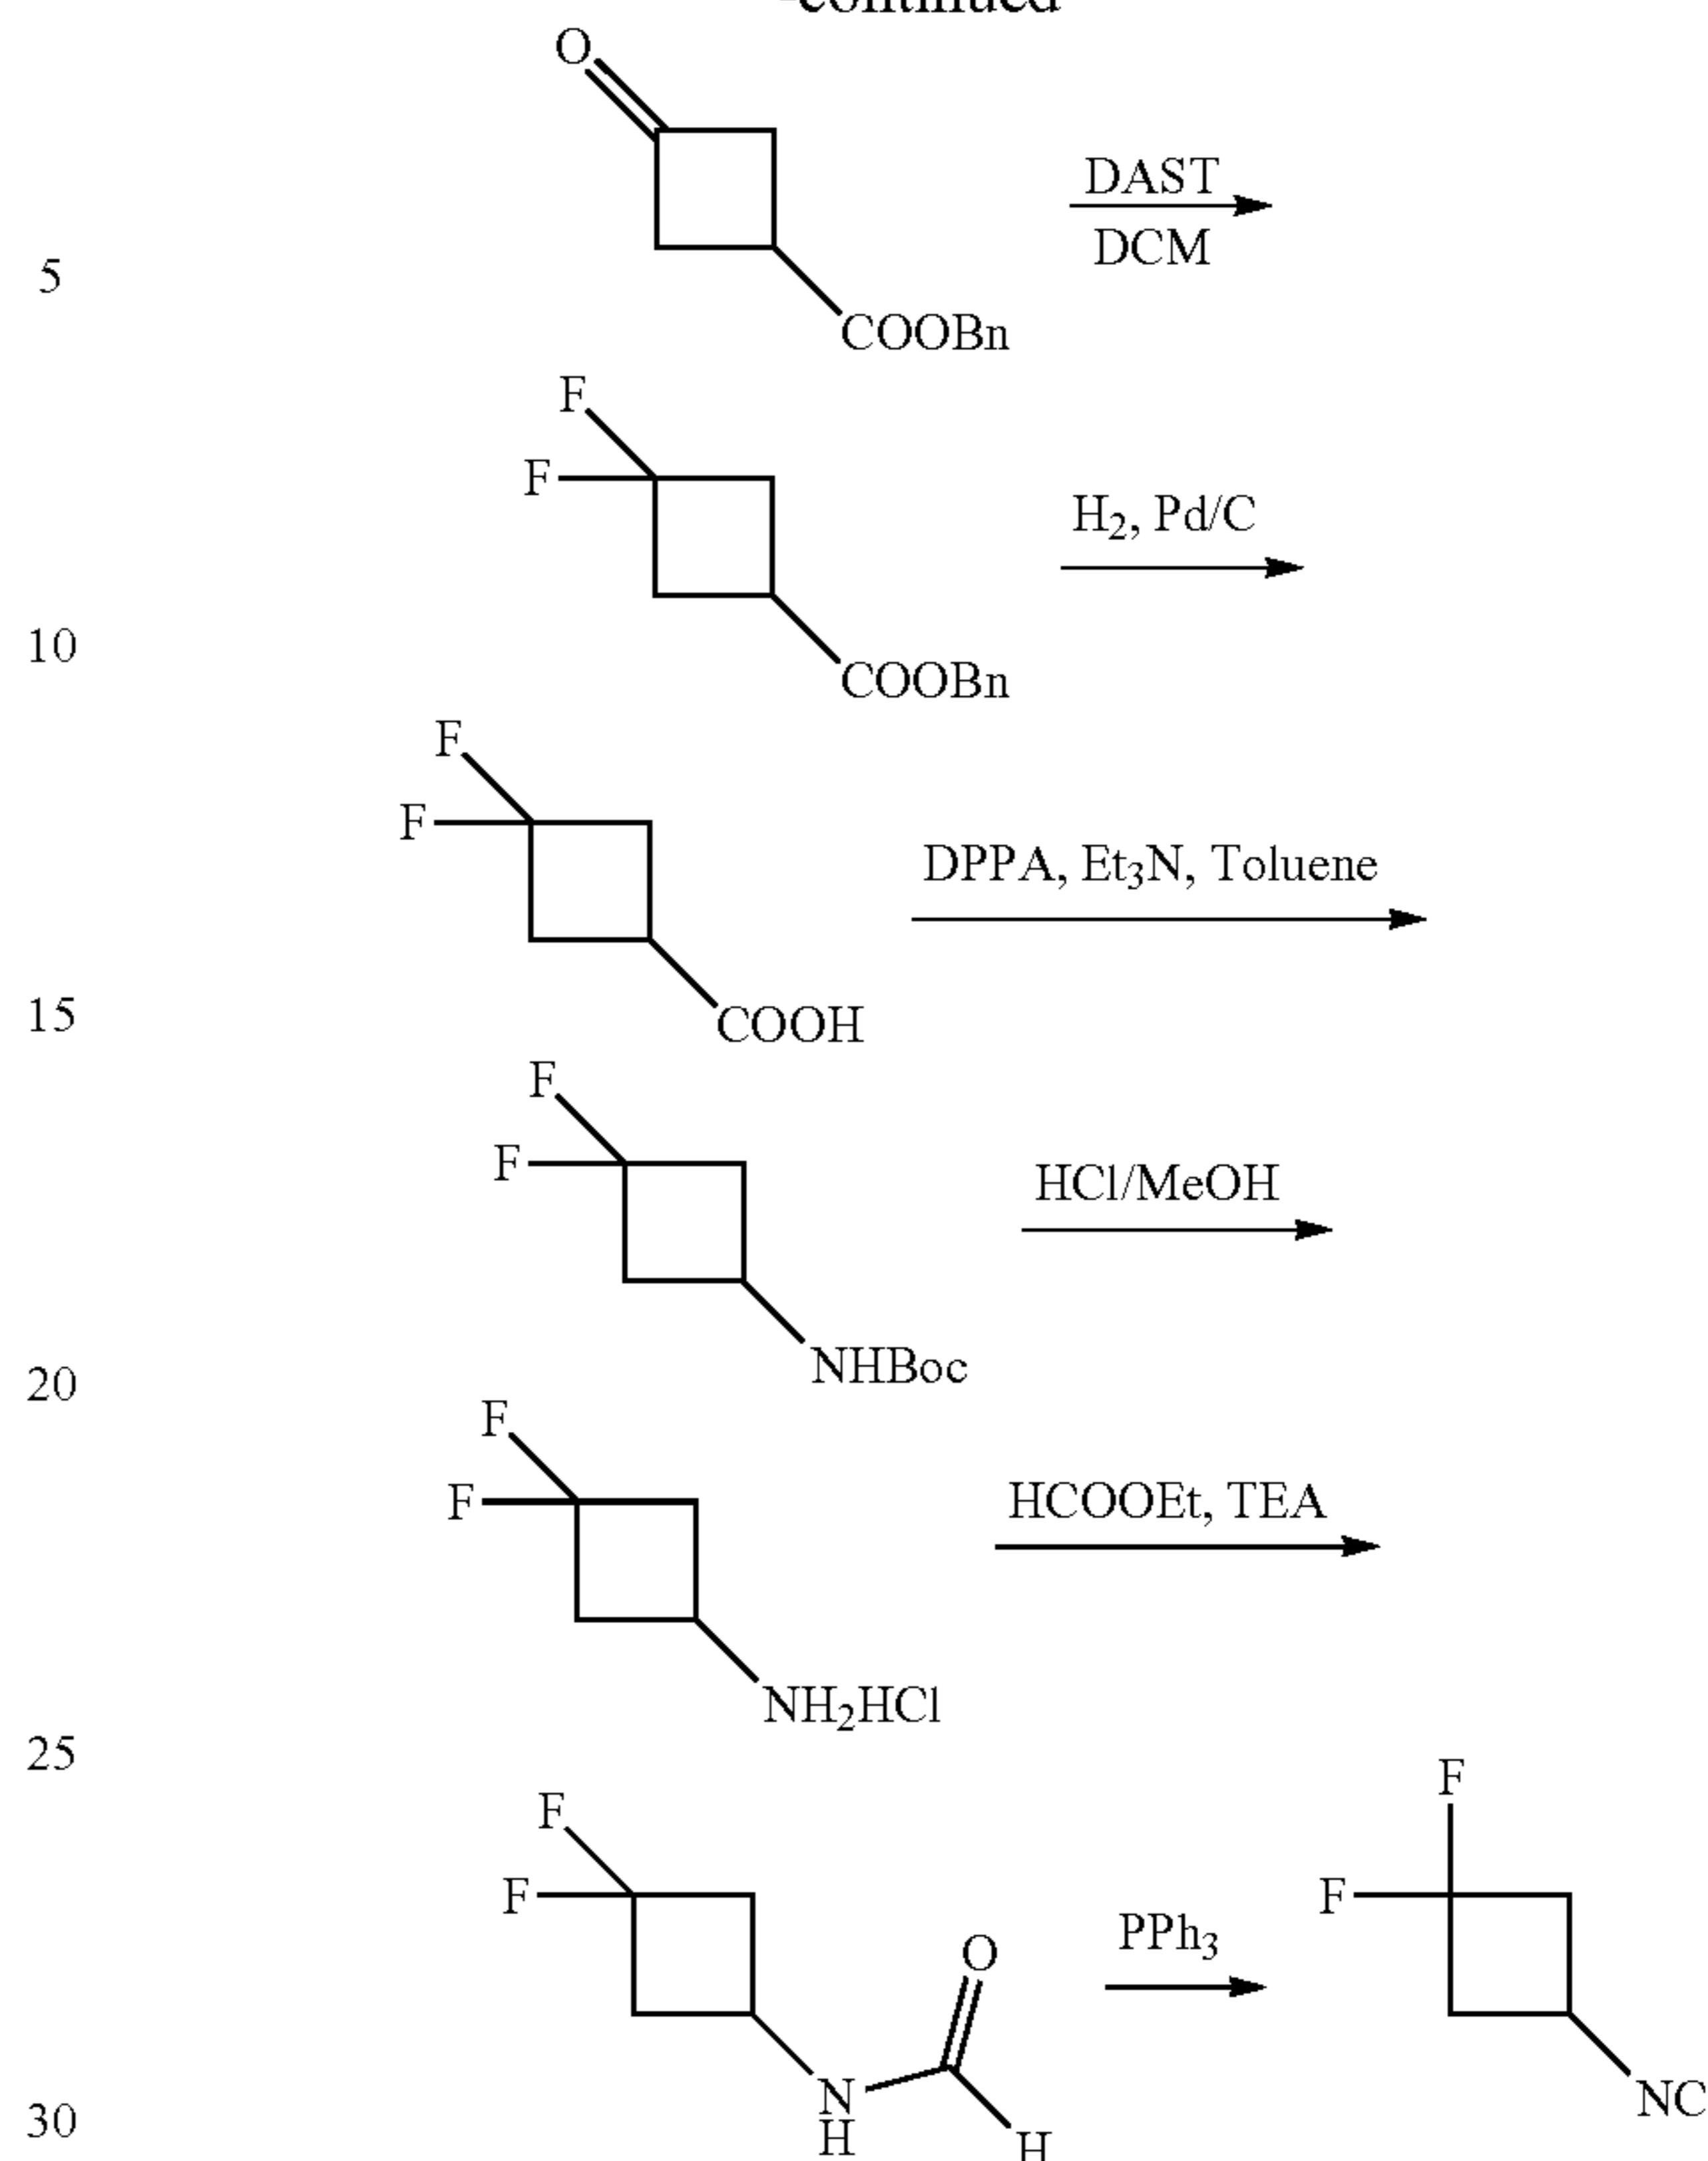 -continued
O
DAST
DCM
5
COOBn
F
F
H2, Pd/C
10
COOBn
F
F
DPPA, Et3N, Toluene
15
COOH
F
F
HCl/MeOH
20
NHBoc
F
F
HCOOEt, TEA
NH2HCl
25
F
F
F
F
PPh3
O
N
H
NC
30
H